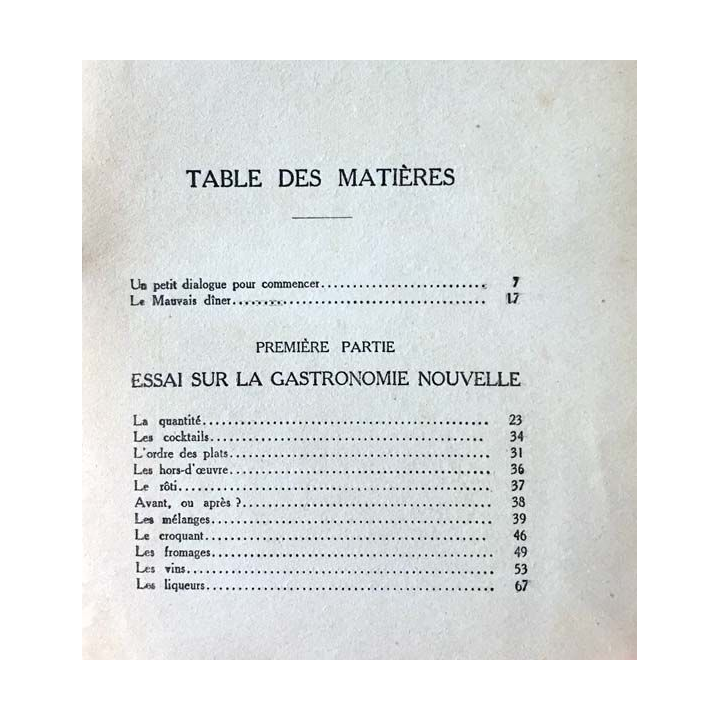 TABLE DES MATIÈRES
Un petit dialogue pour commencer........................... 7
Le Mauvais dîner.......................................... 17
PREMIÈRE PARTIE
ESSAI SUR LA GASTRONOMIE NOUVELLE
La quantité............................................... 23
Les cocktails............................................. 34
L'ordre des plats......................................... 31
Les hors-d'œuvre.......................................... 36
Le rôti................................................... 37
Avant, ou après ?......................................... 38
Les mélanges.............................................. 39
Le croquant............................................... 46
Les fromages.............................................. 49
Les vins.................................................. 53
Les liqueurs.............................................. 67